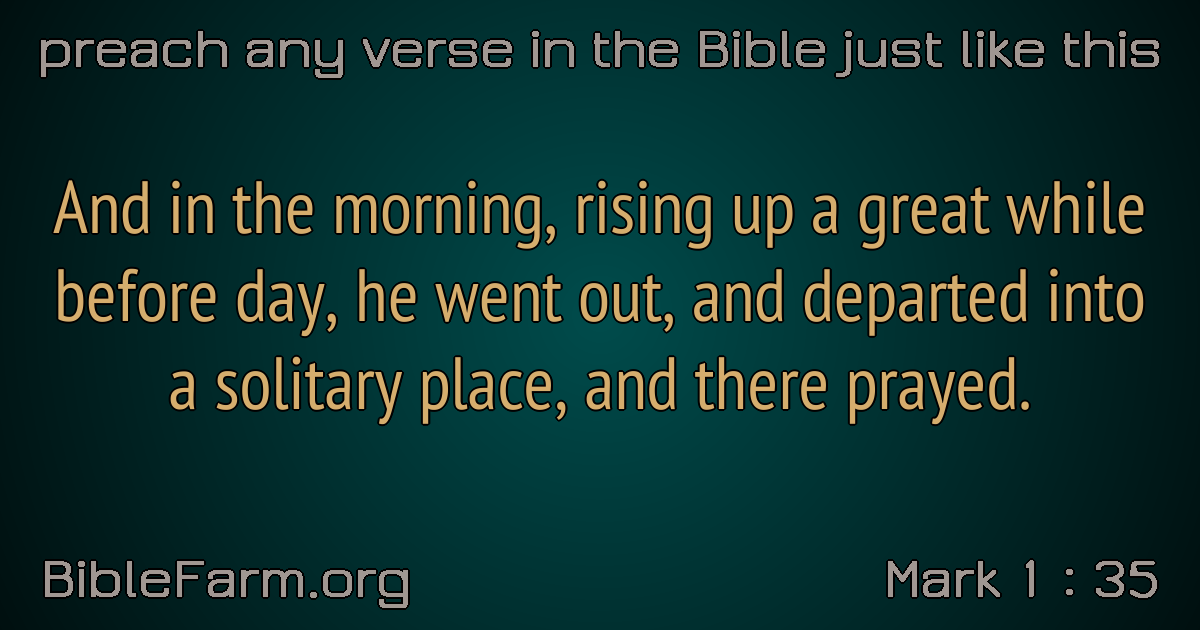 preach any verse in the Bible just like this
And in the morning, rising up a great while
before day, he went out, and departed into
a solitary place, and there prayed.
BibleFarm.org
Mark 1 : 35